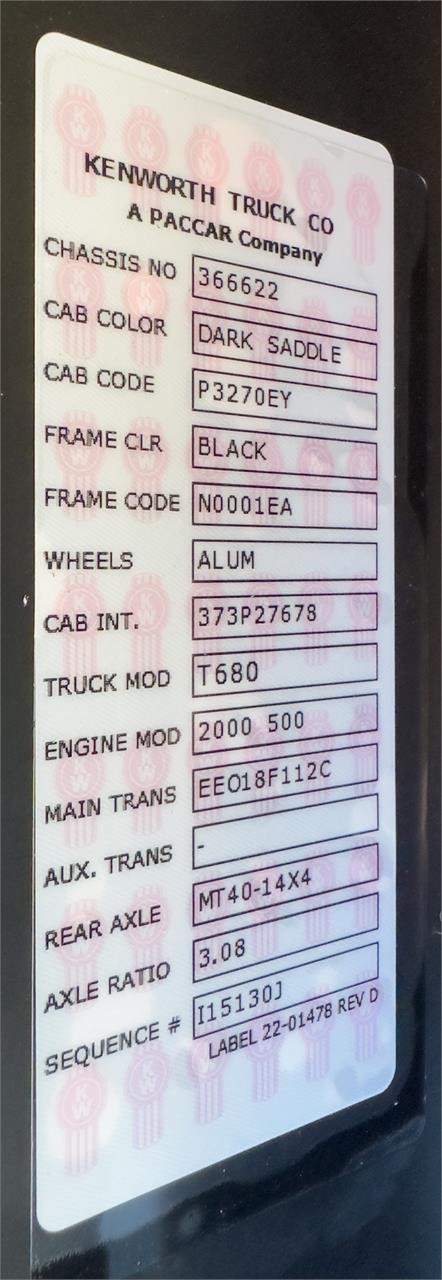 KENWORTH TRUCK CO
A PACCAR Company
CHASSIS NO 366622
CAB COLOR DARK SADDLE
CAB CODE P3270EY
FRAME CLR BLACK
FRAME CODE N0001EA
WHEELS ALUM
CAB INT. 373P27678
TRUCK MOD T680
ENGINE MOD 2000 500
MAIN TRANS EEO18F112C
AUX. TRANS -
REAR AXLE MT40-14X4
AXLE RATIO 3.08
SEQUENCE # I15130J
LABEL 22-01478 REV D